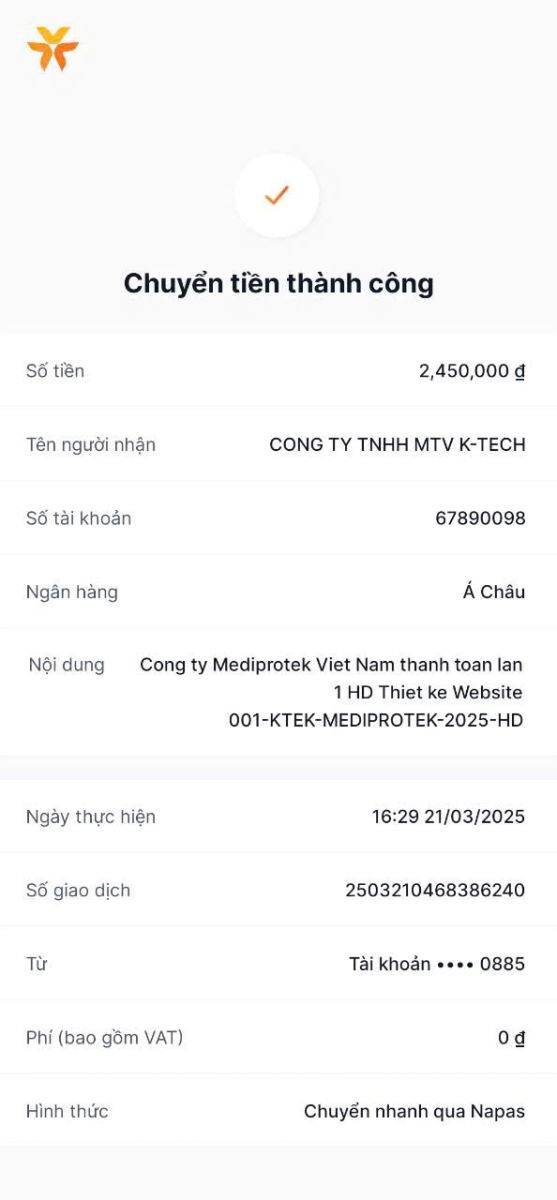 Chuyển tiền thành công
Số tiền 2,450,000 ₫
Tên người nhận CONG TY TNHH MTV K-TECH
Số tài khoản 67890098
Ngân hàng Á Châu
Nội dung Cong ty Mediprotek Viet Nam thanh toan lan
1 HD Thiet ke Website
001-KTEK-MEDIPROTEK-2025-HD
Ngày thực hiện 16:29 21/03/2025
Số giao dịch 2503210468386240
Từ Tài khoản •••• 0885
Phí (bao gồm VAT) 0 ₫
Hình thức Chuyển nhanh qua Napas